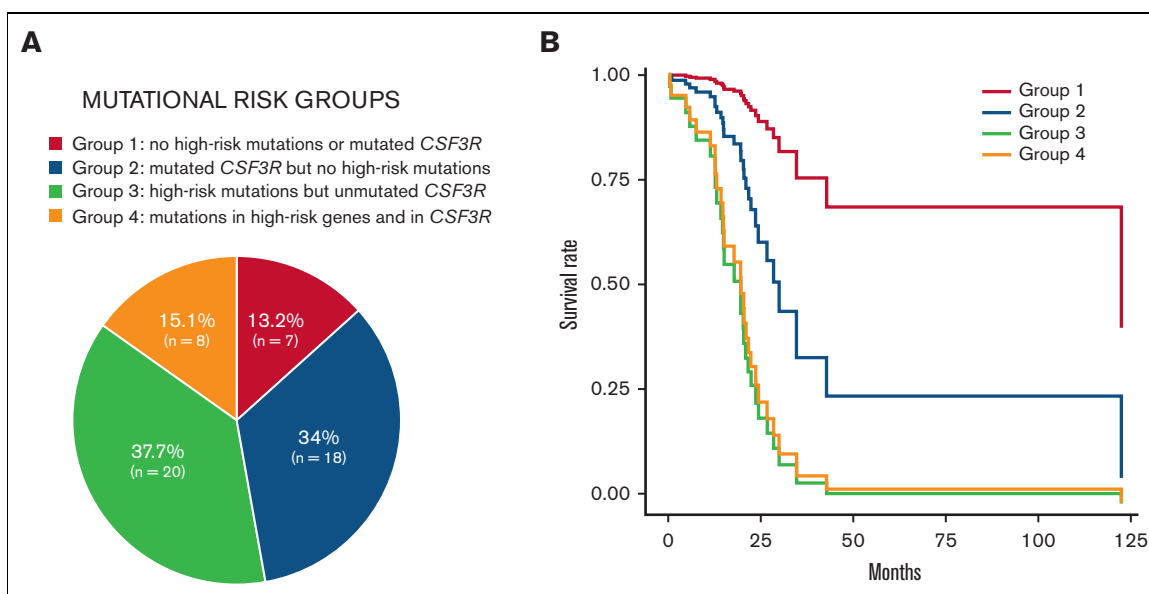 A
MUTATIONAL RISK GROUPS
Group 1: no high-risk mutations or mutated CSF3R
Group 2: mutated CSF3R but no high-risk mutations
Group 3: high-risk mutations but unmutated CSF3R
Group 4: mutations in high-risk genes and in CSF3R
15.1%
(n = 8)
13.2%
(n = 7)
37.7%
(n = 20)
34%
(n = 18)
B
Survival rate
1.00
0.75
0.50
0.25
0.00
Group 1
Group 2
Group 3
Group 4
0 25 50 75 100 125
Months